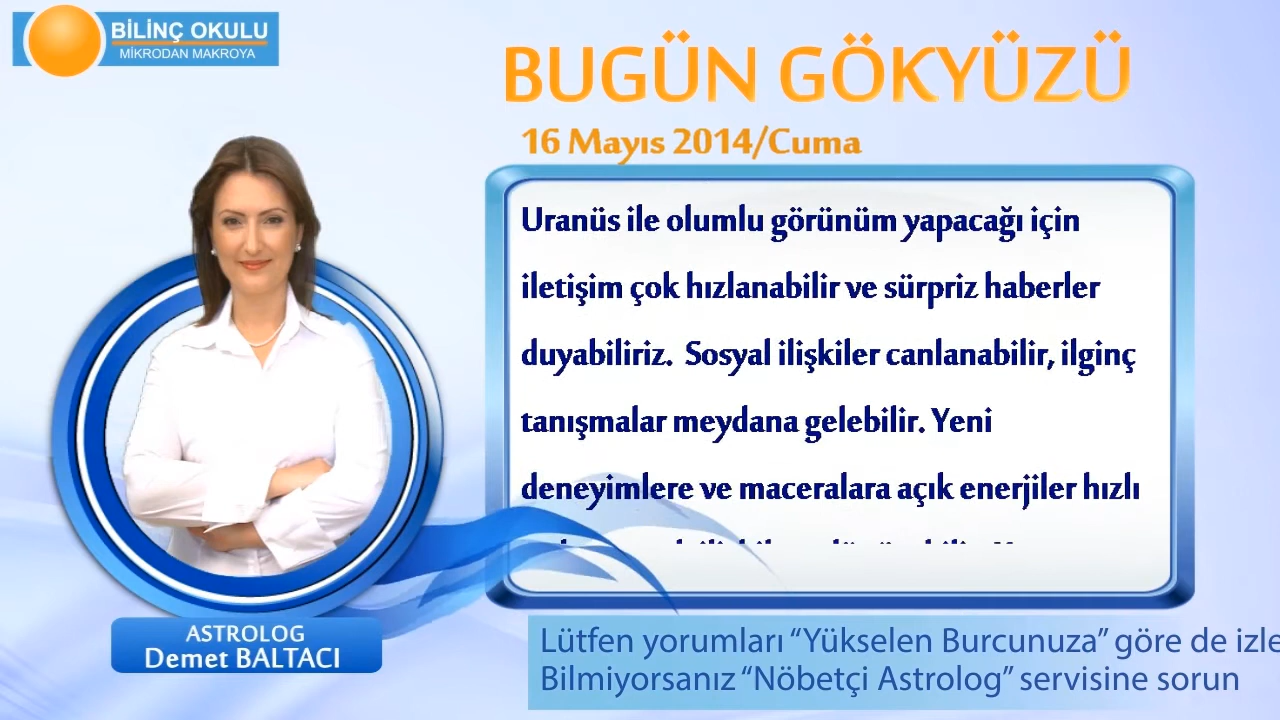 BİLİNÇ OKULU
MİKRODAN MAKROYA
BUGÜN GÖKYÜZÜ
16 Mayıs 2014/Cuma
Uranüs ile olumlu görünüm yapacağı için
iletişim çok hızlanabilir ve sürpriz haberler
duyabiliriz. Sosyal ilişkiler canlanabilir, ilginç
tanışmalar meydana gelebilir. Yeni
deneyimlere ve maceralara açık enerjiler hızlı
ASTROLOG
Demet BALTACI
Lütfen yorumları “Yükselen Burcunuza” göre de izle
Bilmiyorsanız “Nöbetçi Astrolog” servisine sorun